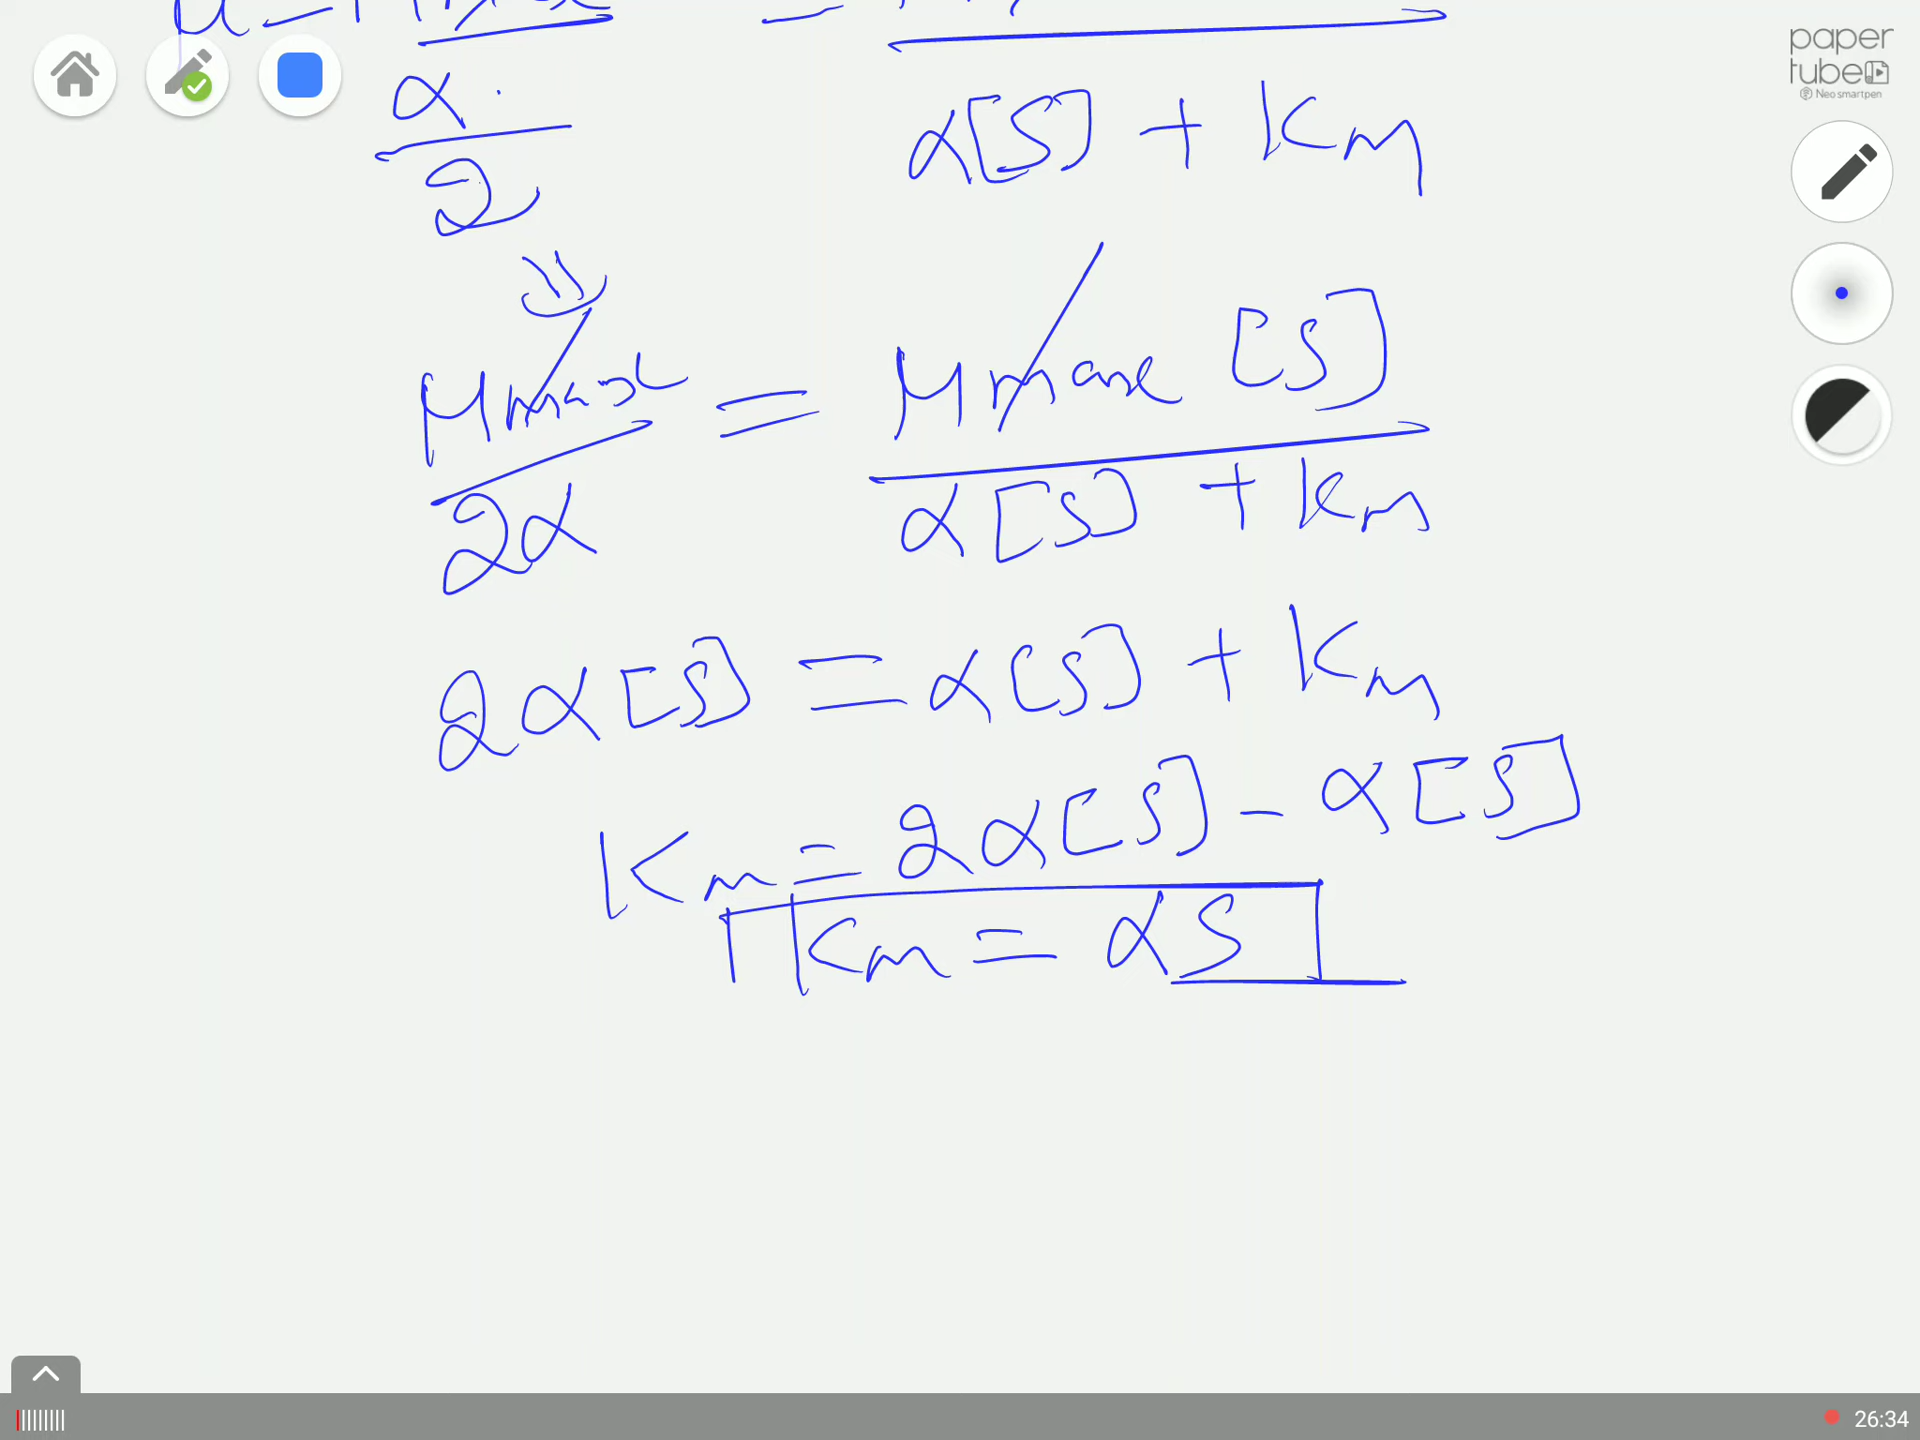 paper
tube
Neo smartpen
α
2
α[S] + Km
μmax = μmax [S]
2α α[S] + Km
2α[S] = α[S] + Km
Km = 2α[S] - α[S]
Km = αS
26:34